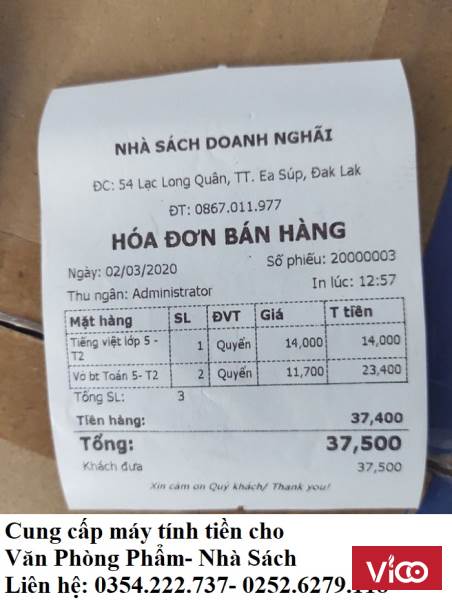 NHÀ SÁCH DOANH NGHÃI
ĐC: 54 Lạc Long Quân, TT. Ea Súp, Đak Lak
ĐT: 0867.011.977
HÓA ĐƠN BÁN HÀNG
Ngày: 02/03/2020 Số phiếu: 20000003
Thu ngân: Administrator In lúc: 12:57
Mặt hàng SL ĐVT Giá T tiền
Tiếng việt lớp 5 - 1 Quyển 14,000 14,000
T2
Vở bt Toán 5- T2 2 Quyển 11,700 23,400
Tổng SL: 3
Tiền hàng: 37,400
Tổng: 37,500
Khách đưa 37,500
Xin cảm ơn Quý khách/ Thank you!
Cung cấp máy tính tiền cho
Văn Phòng Phẩm- Nhà Sách
Liên hệ: 0354.222.737- 0252.6279.
Vico